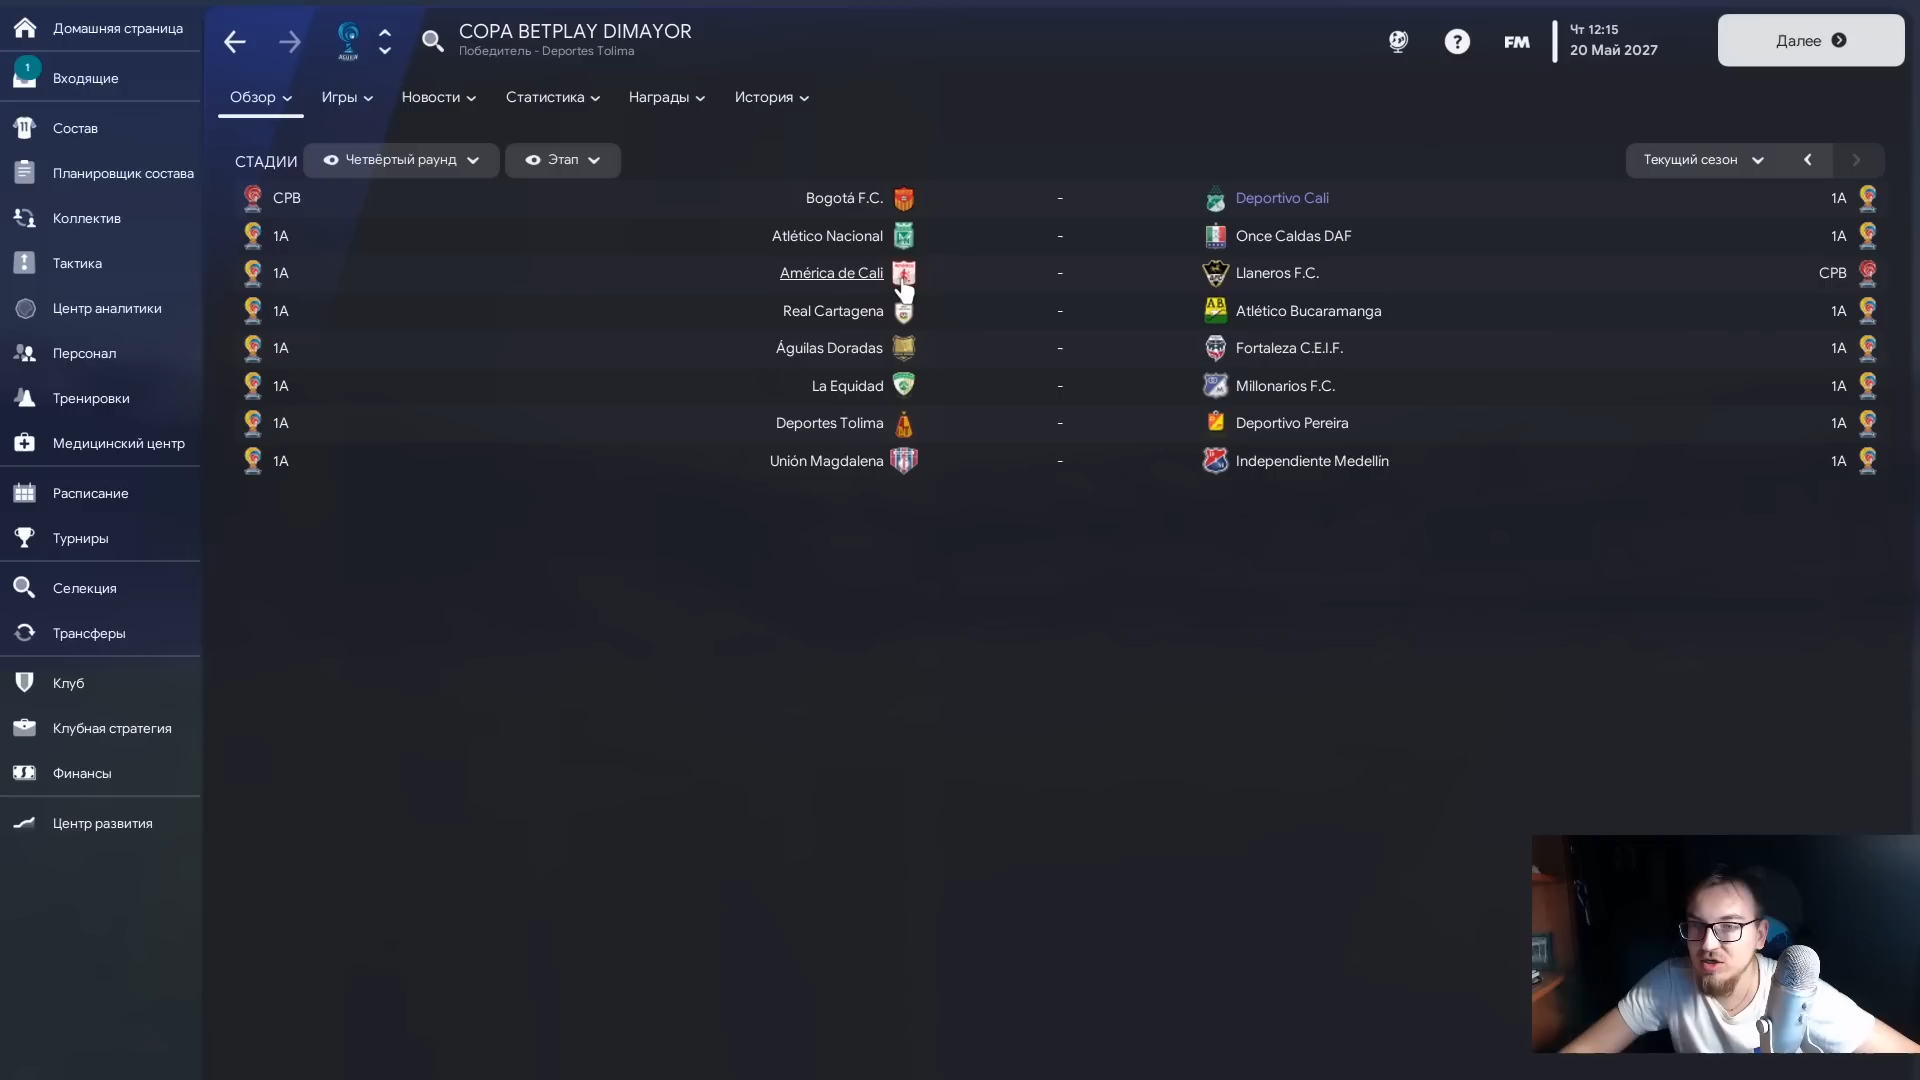 Домашняя страница
1
Входящие
Состав
Планировщик состава
Коллектив
Тактика
Центр аналитики
Персонал
Тренировки
Медицинский центр
Расписание
Турниры
Селекция
Трансферы
Клуб
Клубная стратегия
Финансы
Центр развития
COPA BETPLAY DIMAYOR
Победитель - Deportes Tolima
?
FM
Чт 12:15
20 Май 2027
Далее
Обзор Игры Новости Статистика Награды История
СТАДИИ Четвёртый раунд Этап Текущий сезон
CPB Bogotá F.C. - Deportivo Cali 1A
1A Atlético Nacional - Once Caldas DAF 1A
1A América de Cali - Llaneros F.C. CPB
1A Real Cartagena - Atlético Bucaramanga 1A
1A Águilas Doradas - Fortaleza C.E.I.F. 1A
1A La Equidad - Millonarios F.C. 1A
1A Deportes Tolima - Deportivo Pereira 1A
1A Unión Magdalena - Independiente Medellín 1A